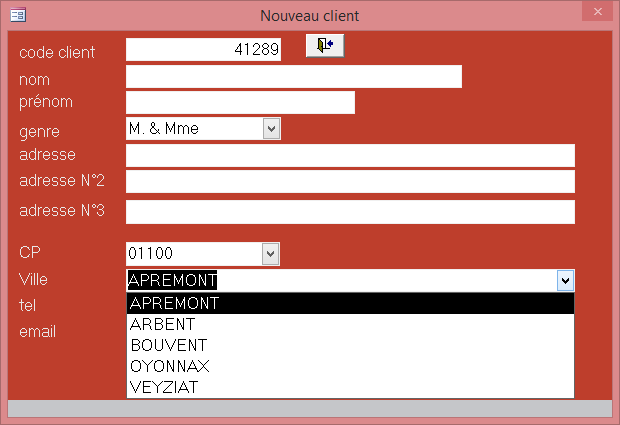 Nouveau client
code client 41289
nom
prénom
genre M. & Mme
adresse
adresse N°2
adresse N°3
CP 01100
Ville APREMONT
tel APREMONT
ARBENT
email
BOUVENT
OYONNAX
VEYZIAT